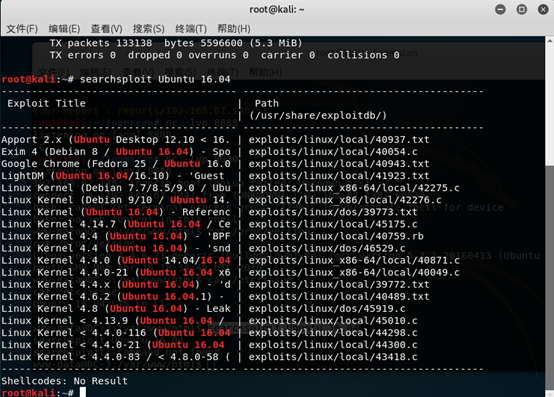 root@kali: ~
文件(F) 编辑(E) 查看(V) 搜索(S) 终端(T) 帮助(H)
TX packets 133138 bytes 5596600 (5.3 MiB)
TX errors 0 dropped 0 overruns 0 carrier 0 collisions 0
root@kali:~# searchsploit Ubuntu 16.04
Exploit Title | Path
| (/usr/share/exploitdb/)
Apport 2.x (Ubuntu Desktop 12.10 < 16. | exploits/linux/local/40937.txt
Exim 4 (Debian 8 / Ubuntu 16.04) - Spo | exploits/linux/local/40054.c
Google Chrome (Fedora 25 / Ubuntu 16.0 | exploits/linux/local/40943.txt
LightDM (Ubuntu 16.04/16.10) - 'Guest | exploits/linux/local/41923.txt
Linux Kernel (Debian 7.7/8.5/9.0 / Ubu | exploits/linux_x86-64/local/42275.c
Linux Kernel (Debian 9/10 / Ubuntu 14. | exploits/linux_x86/local/42276.c
Linux Kernel (Ubuntu 16.04) - Referenc | exploits/linux/dos/39773.txt
Linux Kernel 4.14.7 (Ubuntu 16.04 / Ce | exploits/linux/local/45175.c
Linux Kernel 4.4 (Ubuntu 16.04) - 'BPF | exploits/linux/local/40759.rb
Linux Kernel 4.4 (Ubuntu 16.04) - 'snd | exploits/linux/dos/46529.c
Linux Kernel 4.4.0 (Ubuntu 14.04/16.04 | exploits/linux_x86-64/local/40871.c
Linux Kernel 4.4.0-21 (Ubuntu 16.04 x6 | exploits/linux_x86-64/local/40049.c
Linux Kernel 4.4.x (Ubuntu 16.04) - | exploits/linux/local/39772.txt
Linux Kernel 4.6.2 (Ubuntu 16.04.1) - | exploits/linux/local/40489.txt
Linux Kernel 4.8 (Ubuntu 16.04) - Leak | exploits/linux/dos/45919.c
Linux Kernel < 4.13.9 (Ubuntu 16.04 / | exploits/linux/local/45010.c
Linux Kernel < 4.4.0-116 (Ubuntu 16.04 | exploits/linux/local/44298.c
Linux Kernel < 4.4.0-21 (Ubuntu 16.04 | exploits/linux/local/44300.c
Linux Kernel < 4.4.0-83 / < 4.8.0-58 ( | exploits/linux/local/43418.c
Shellcodes: No Result
root@kali:~#